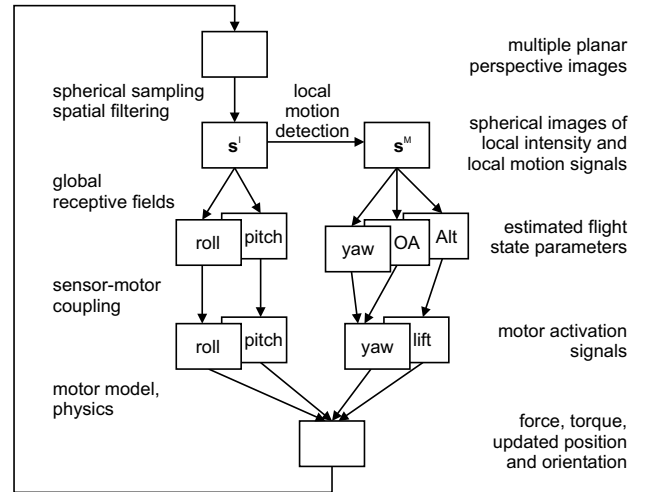 multiple planar
perspective images
spherical sampling
spatial filtering
local
motion
detection
s^I
s^M
spherical images of
local intensity and
local motion signals
global
receptive fields
roll
pitch
yaw
OA
Alt
estimated flight
state parameters
sensor-motor
coupling
roll
pitch
yaw
lift
motor activation
signals
motor model,
physics
force, torque,
updated position
and orientation